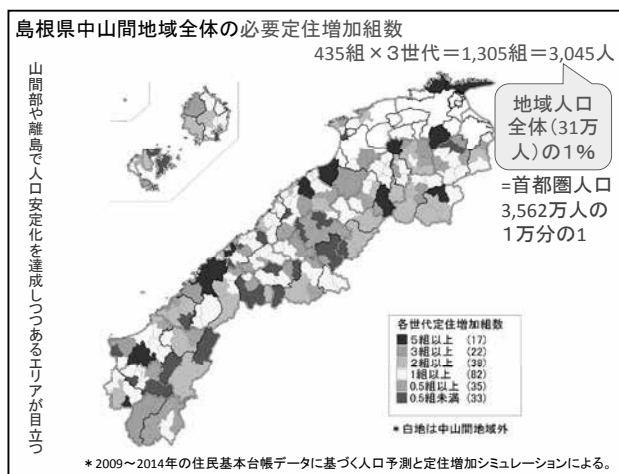 島根県中山間地域全体の必要定住増加組数
435組×3世代＝1,305組＝3,045人
地域人口
全体(31万
人)の1％
=首都圏人口
3,562万人の
1万分の1
山間部や離島で人口安定化を達成しつつあるエリアが目立つ
各世代定住増加組数
5組以上 (17)
3組以上 (22)
2組以上 (39)
1組以上 (82)
0.5組以上 (35)
0.5組未満 (33)
＊白地は中山間地域外
＊2009～2014年の住民基本台帳データに基づく人口予測と定住増加シミュレーションによる。